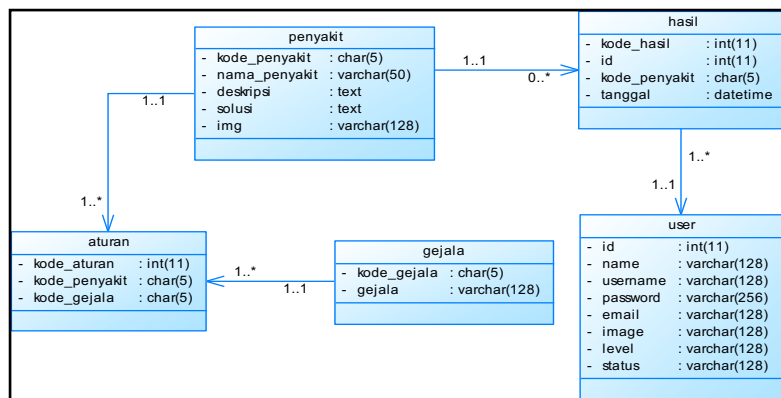 penyakit
- kode_penyakit : char(5)
- nama_penyakit : varchar(50)
- deskripsi : text
- solusi : text
- img : varchar(128)
1..1
0..*
hasil
- kode_hasil : int(11)
- id : int(11)
- kode_penyakit : char(5)
- tanggal : datetime
1..1
1..*
1..*
1..1
aturan
- kode_aturan : int(11)
- kode_penyakit : char(5)
- kode_gejala : char(5)
1..*
1..1
gejala
- kode_gejala : char(5)
- gejala : varchar(128)
user
- id : int(11)
- name : varchar(128)
- username : varchar(128)
- password : varchar(256)
- email : varchar(128)
- image : varchar(128)
- level : varchar(128)
- status : varchar(128)